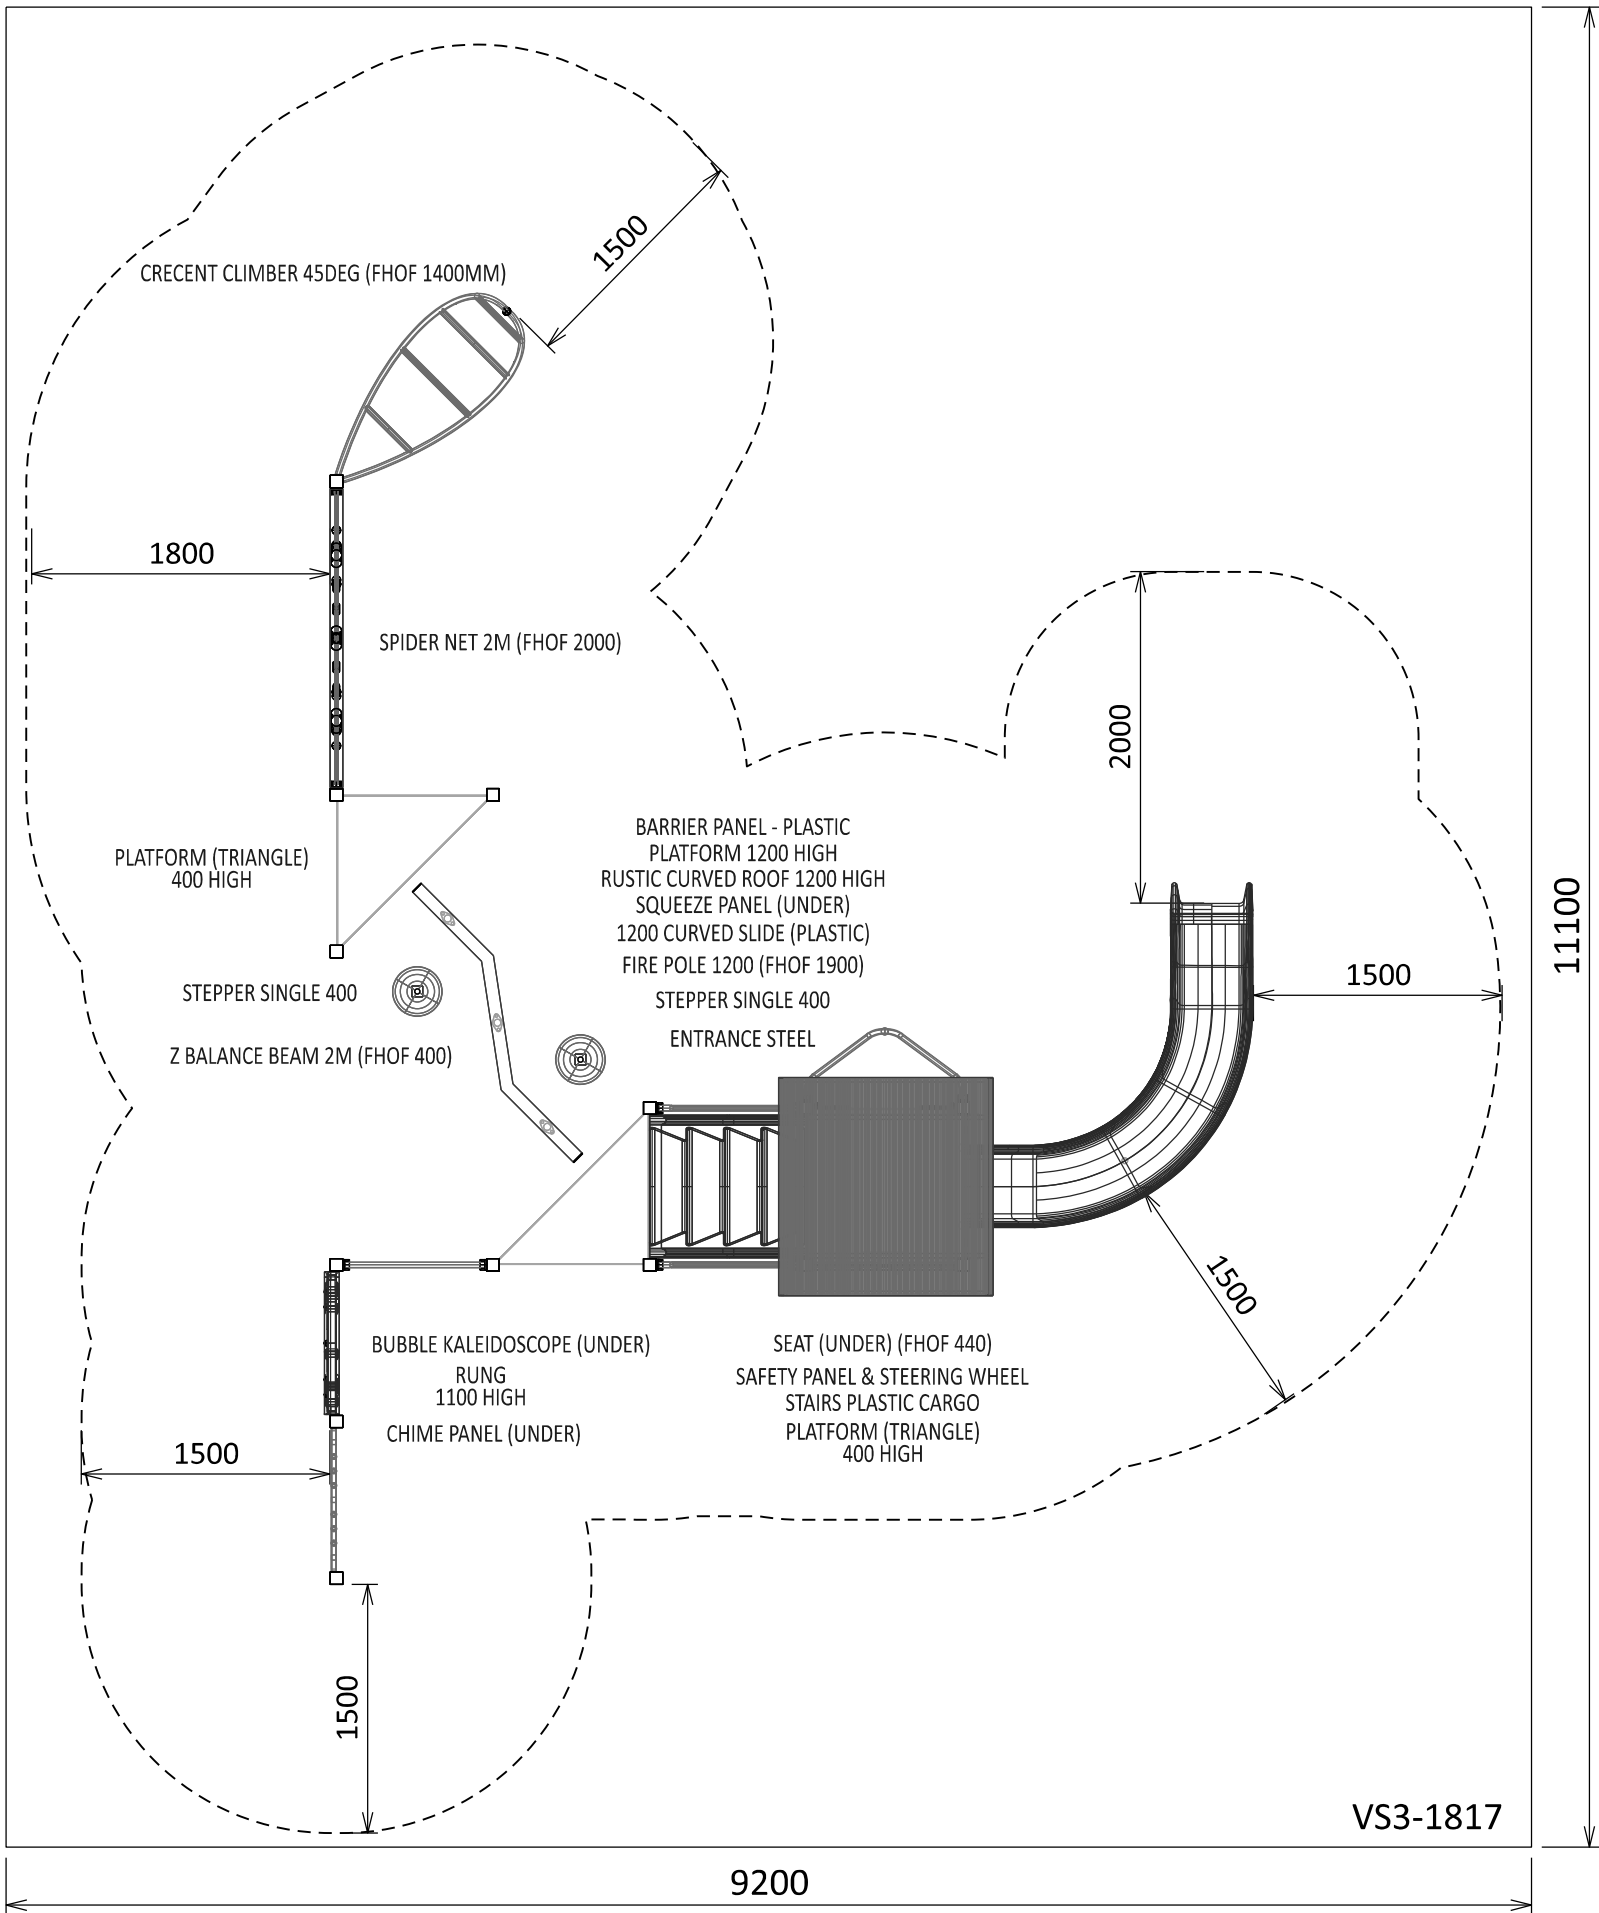 1500
CRECENT CLIMBER 45DEG (FHOF 1400MM)
1800
SPIDER NET 2M (FHOF 2000)
2000
PLATFORM (TRIANGLE)
400 HIGH
BARRIER PANEL - PLASTIC
PLATFORM 1200 HIGH
RUSTIC CURVED ROOF 1200 HIGH
SQUEEZE PANEL (UNDER)
1200 CURVED SLIDE (PLASTIC)
FIRE POLE 1200 (FHOF 1900)
STEPPER SINGLE 400
ENTRANCE STEEL
11100
1500
STEPPER SINGLE 400
Z BALANCE BEAM 2M (FHOF 400)
1500
BUBBLE KALEIDOSCOPE (UNDER)
RUNG
1100 HIGH
CHIME PANEL (UNDER)
SEAT (UNDER) (FHOF 440)
SAFETY PANEL & STEERING WHEEL
STAIRS PLASTIC CARGO
PLATFORM (TRIANGLE)
400 HIGH
1500
1500
VS3-1817
9200